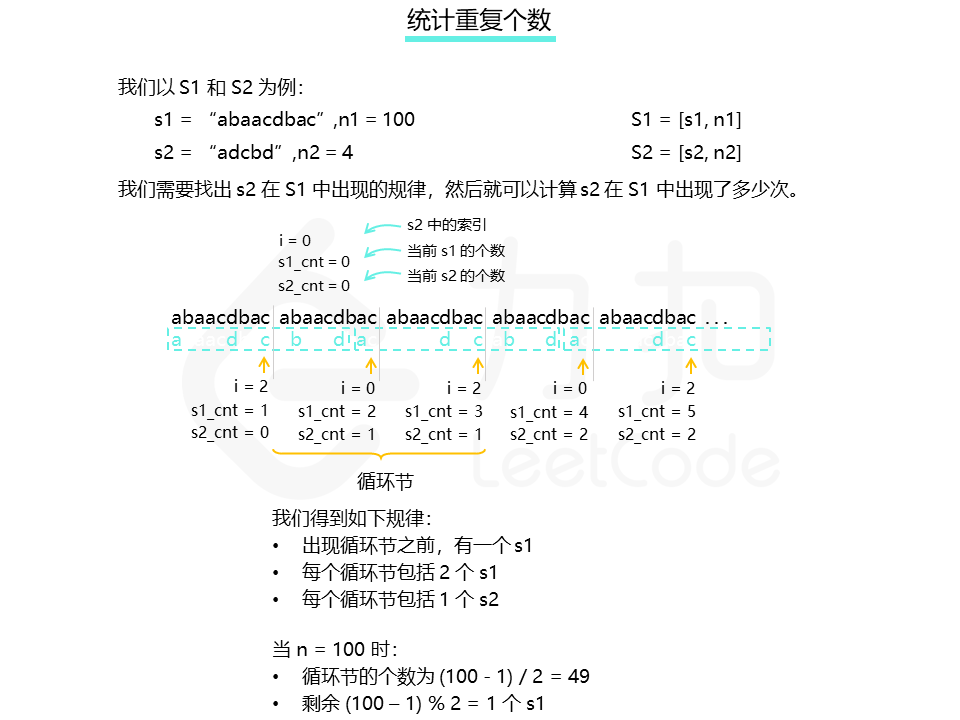 统计重复个数
我们以 S1 和 S2 为例：
s1 = “abaacdbac”,n1 = 100 S1 = [s1, n1]
s2 = “adcbd”,n2 = 4 S2 = [s2, n2]
我们需要找出 s2 在 S1 中出现的规律，然后就可以计算 s2 在 S1 中出现了多少次。
s2 中的索引
i = 0
当前 s1 的个数
s1_cnt = 0
当前 s2 的个数
s2_cnt = 0
abaacdbac abaacdbac abaacdbac abaacdbac abaacdbac ...
a d c b d a d c b d a d c
i = 2 i = 0 i = 2 i = 0 i = 2
s1_cnt = 1 s1_cnt = 2 s1_cnt = 3 s1_cnt = 4 s1_cnt = 5
s2_cnt = 0 s2_cnt = 1 s2_cnt = 1 s2_cnt = 2 s2_cnt = 2
力扣
LeetCode
循环节
我们得到如下规律：
• 出现循环节之前，有一个 s1
• 每个循环节包括 2 个 s1
• 每个循环节包括 1 个 s2
当 n = 100 时：
• 循环节的个数为 (100 - 1) / 2 = 49
• 剩余 (100 – 1) % 2 = 1 个 s1